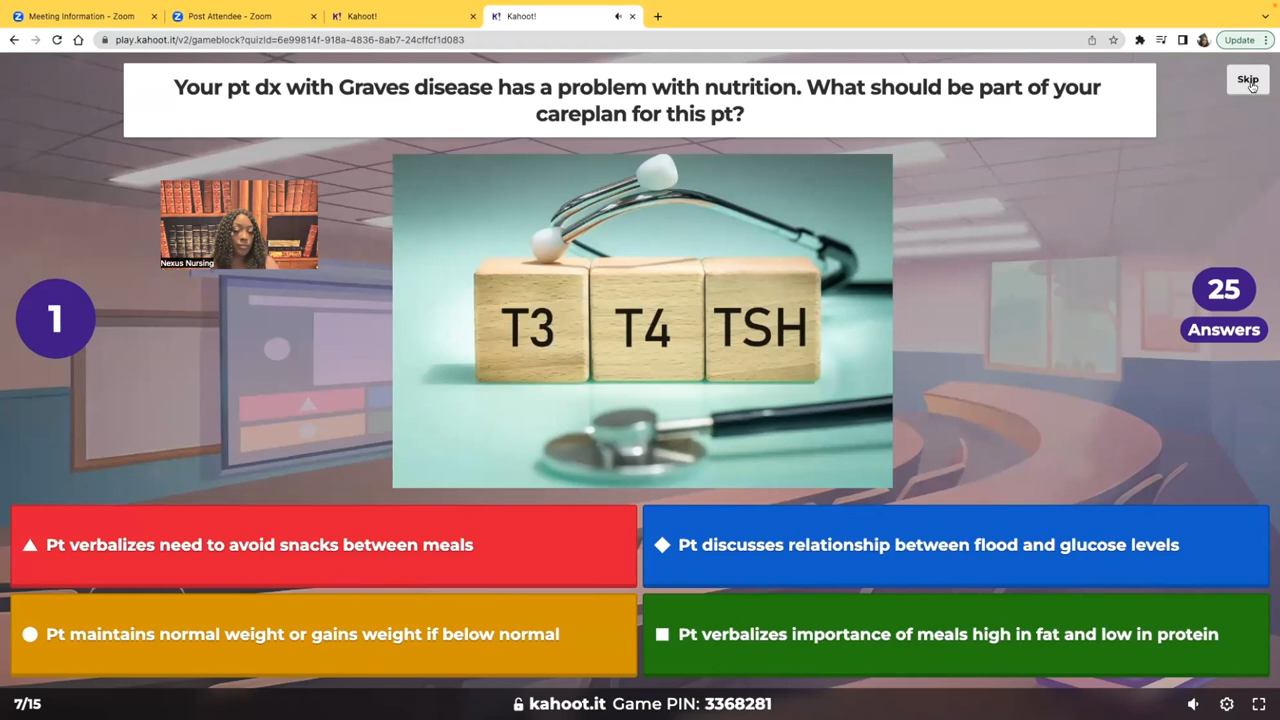 Meeting Information - Zoom
Post Attendee - Zoom
Kahoot!
Kahoot!
play.kahoot.it/v2/gameblock?quizId=6e99814f-918a-4836-8ab7-24cffcf1d083
Update
Your pt dx with Graves disease has a problem with nutrition. What should be part of your
careplan for this pt?
Skip
Nexus Nursing
1
T3
T4
TSH
25
Answers
Pt verbalizes need to avoid snacks between meals
Pt discusses relationship between flood and glucose levels
Pt maintains normal weight or gains weight if below normal
Pt verbalizes importance of meals high in fat and low in protein
7/15
kahoot.it Game PIN: 3368281